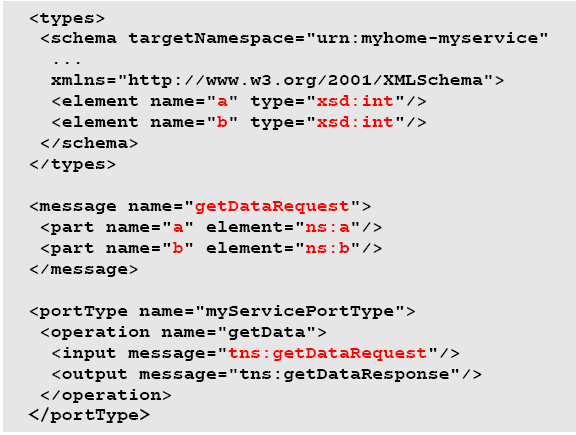 <types>
<schema targetNamespace="urn:myhome-myservice"
...
xmlns="http://www.w3.org/2001/XMLSchema">
<element name="a" type="xsd:int"/>
<element name="b" type="xsd:int"/>
</schema>
</types>
<message name="getDataRequest">
<part name="a" element="ns:a"/>
<part name="b" element="ns:b"/>
</message>
<portType name="myServicePortType">
<operation name="getData">
<input message="tns:getDataRequest"/>
<output message="tns:getDataResponse"/>
</operation>
</portType>